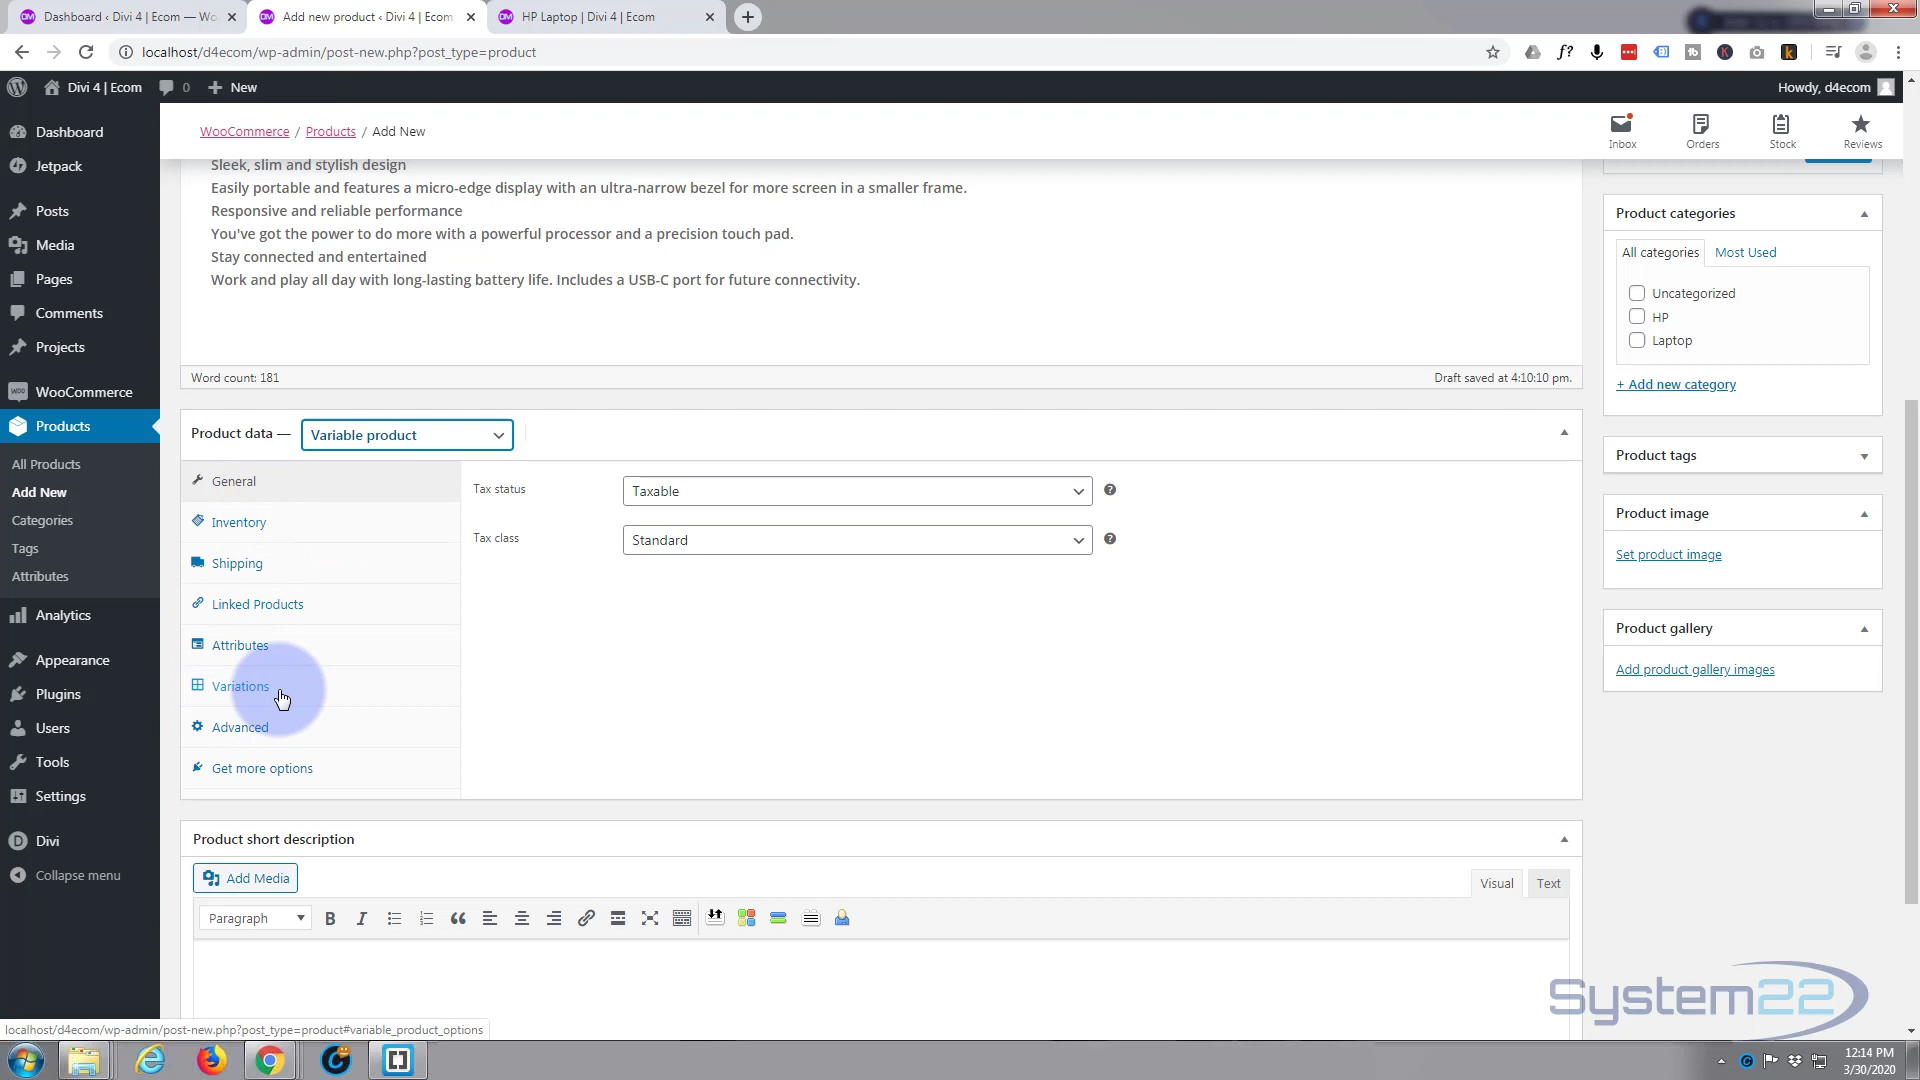 Dashboard ‹ Divi 4 | Ecom — Wo
Add new product ‹ Divi 4 | Ecom
HP Laptop | Divi 4 | Ecom
localhost/d4ecom/wp-admin/post-new.php?post_type=product
Divi 4 | Ecom
0
New
Howdy, d4ecom
WooCommerce / Products / Add New
Inbox
Orders
Stock
Reviews
Dashboard
Jetpack
Posts
Media
Pages
Comments
Projects
WooCommerce
Products
All Products
Add New
Categories
Tags
Attributes
Analytics
Appearance
Plugins
Users
Tools
Settings
Divi
Collapse menu
Sleek, slim and stylish design
Easily portable and features a micro-edge display with an ultra-narrow bezel for more screen in a smaller frame.
Responsive and reliable performance
You've got the power to do more with a powerful processor and a precision touch pad.
Stay connected and entertained
Work and play all day with long-lasting battery life. Includes a USB-C port for future connectivity.
Word count: 181
Draft saved at 4:10:10 pm.
Product data —
Variable product
General
Inventory
Shipping
Linked Products
Attributes
Variations
Advanced
Get more options
Tax status
Taxable
Tax class
Standard
Product short description
Add Media
Visual
Text
Paragraph
Product categories
All categories
Most Used
Uncategorized
HP
Laptop
+ Add new category
Product tags
Product image
Set product image
Product gallery
Add product gallery images
System22
localhost/d4ecom/wp-admin/post-new.php?post_type=product#variable_product_options
12:14 PM
3/30/2020